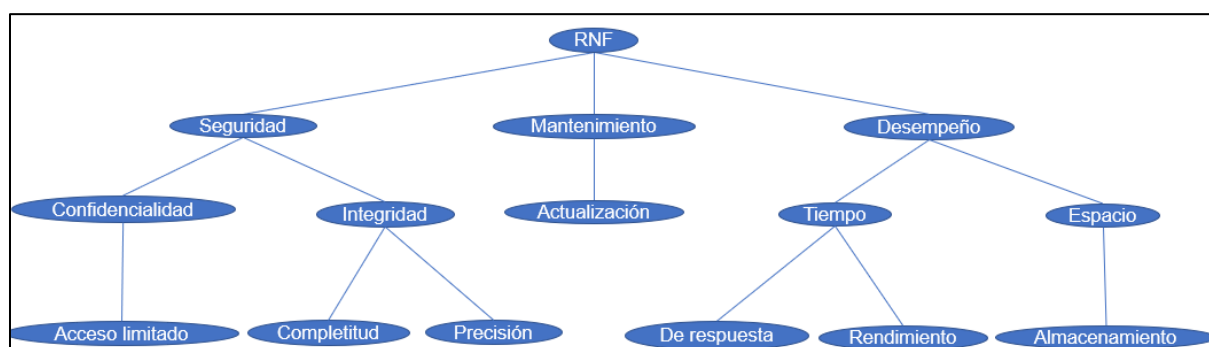 RNF
Seguridad
Mantenimiento
Desempeño
Confidencialidad
Integridad
Actualización
Tiempo
Espacio
Acceso limitado
Completitud
Precisión
De respuesta
Rendimiento
Almacenamiento